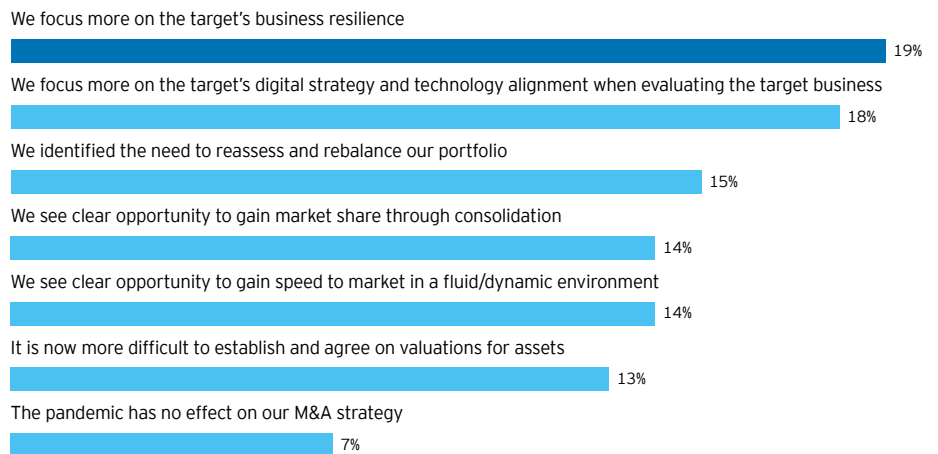 We focus more on the target's business resilience
19%
We focus more on the target's digital strategy and technology alignment when evaluating the target business
18%
We identified the need to reassess and rebalance our portfolio
15%
We see clear opportunity to gain market share through consolidation
14%
We see clear opportunity to gain speed to market in a fluid/dynamic environment
14%
It is now more difficult to establish and agree on valuations for assets
13%
The pandemic has no effect on our M&A strategy
7%